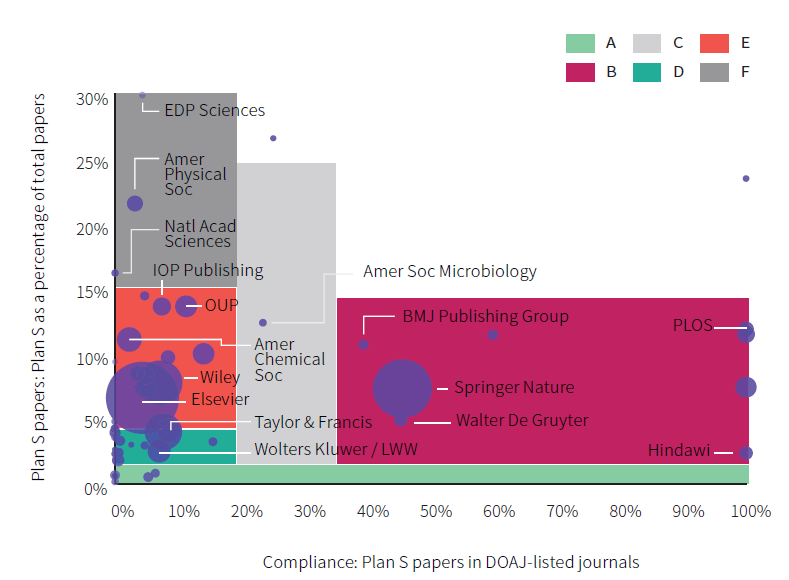 A C E
B D F
Plan S papers: Plan S as a percentage of total papers
30%
25%
20%
15%
10%
5%
0%
EDP Sciences
Amer
Physical
Soc
Natl Acad
Sciences
IOP Publishing
OUP
Amer
Chemical
Soc
Wiley
Elsevier
Taylor & Francis
Wolters Kluwer / LWW
Amer Soc Microbiology
BMJ Publishing Group
PLOS
Springer Nature
Walter De Gruyter
Hindawi
0% 10% 20% 30% 40% 50% 60% 70% 80% 90% 100%
Compliance: Plan S papers in DOAJ-listed journals